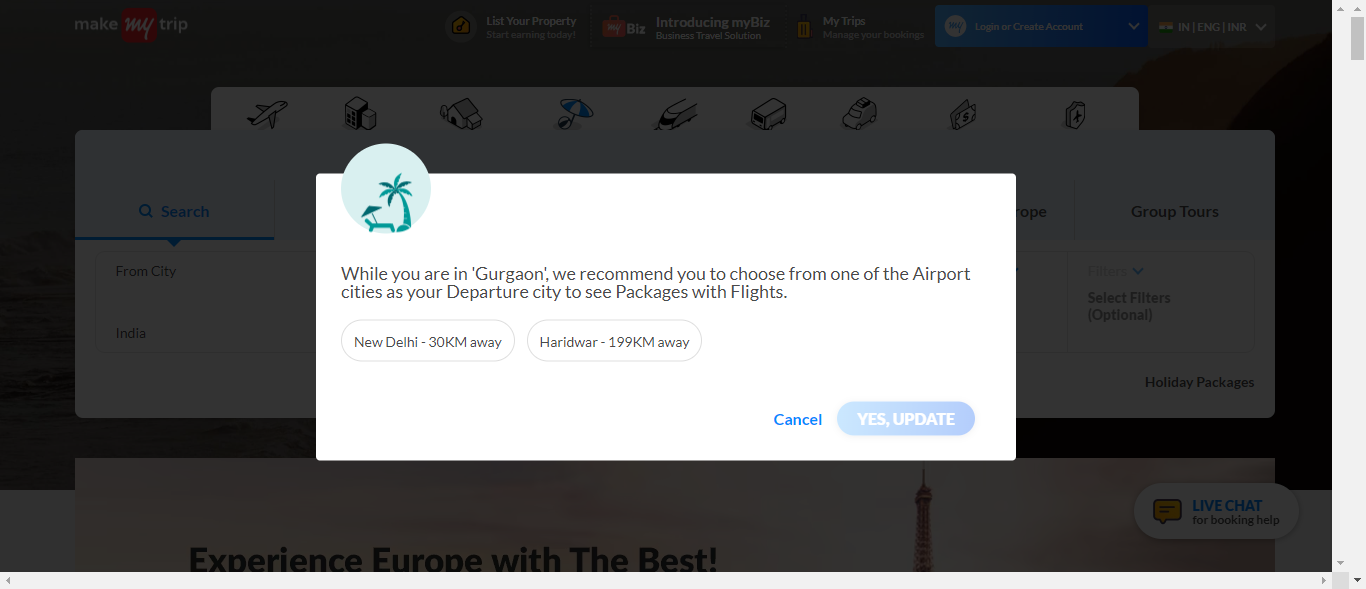 make my trip
List Your Property
Start earning today!
my Biz
Introducing myBiz
Business Travel Solution
My Trips
Manage your bookings
my
Login or Create Account
IN | ENG | INR
Search
rope
Group Tours
From City
India
Filters
Select Filters
(Optional)
While you are in 'Gurgaon', we recommend you to choose from one of the Airport
cities as your Departure city to see Packages with Flights.
New Delhi - 30KM away
Haridwar - 199KM away
Cancel
YES, UPDATE
Holiday Packages
LIVE CHAT
for booking help
Experience Europe with The Best!